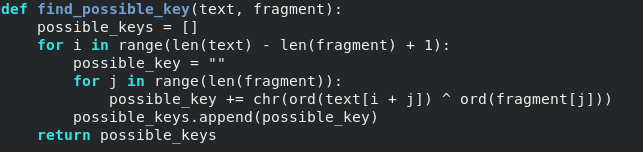 def find_possible_key(text, fragment):
    possible_keys = []
    for i in range(len(text) - len(fragment) + 1):
        possible_key = ""
        for j in range(len(fragment)):
            possible_key += chr(ord(text[i + j]) ^ ord(fragment[j]))
        possible_keys.append(possible_key)
    return possible_keys